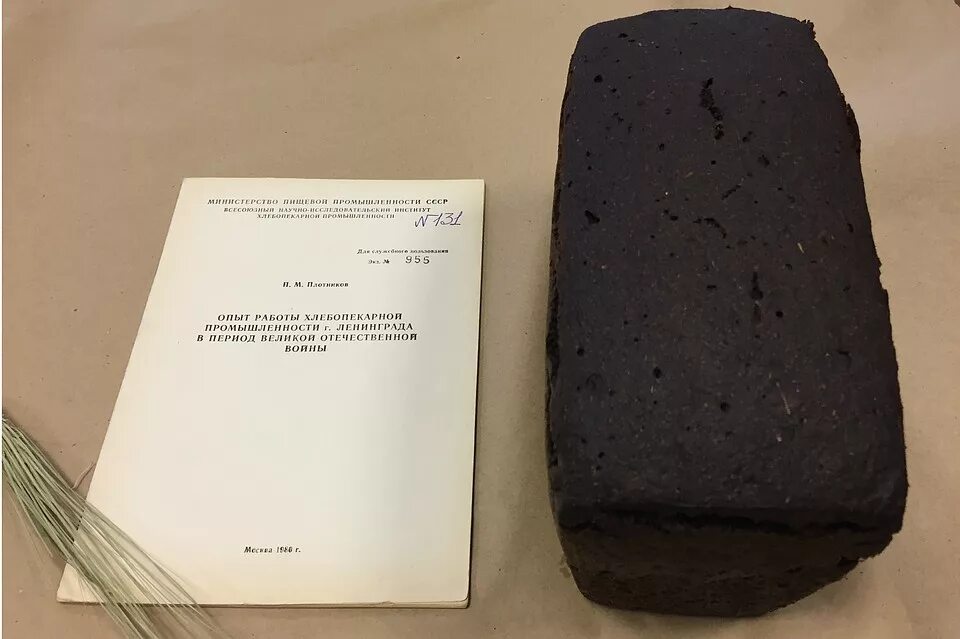 МИНИСТЕРСТВО ПИЩЕВОЙ ПРОМЫШЛЕННОСТИ СССР
ВСЕСОЮЗНЫЙ НАУЧНО-ИССЛЕДОВАТЕЛЬСКИЙ ИНСТИТУТ
ХЛЕБОПЕКАРНОЙ ПРОМЫШЛЕННОСТИ
№131
Для служебного пользования
Экз. № 955
П. М. Плотников
ОПЫТ РАБОТЫ ХЛЕБОПЕКАРНОЙ
ПРОМЫШЛЕННОСТИ г. ЛЕНИНГРАДА
В ПЕРИОД ВЕЛИКОЙ ОТЕЧЕСТВЕННОЙ
ВОЙНЫ
Москва 1986 г.